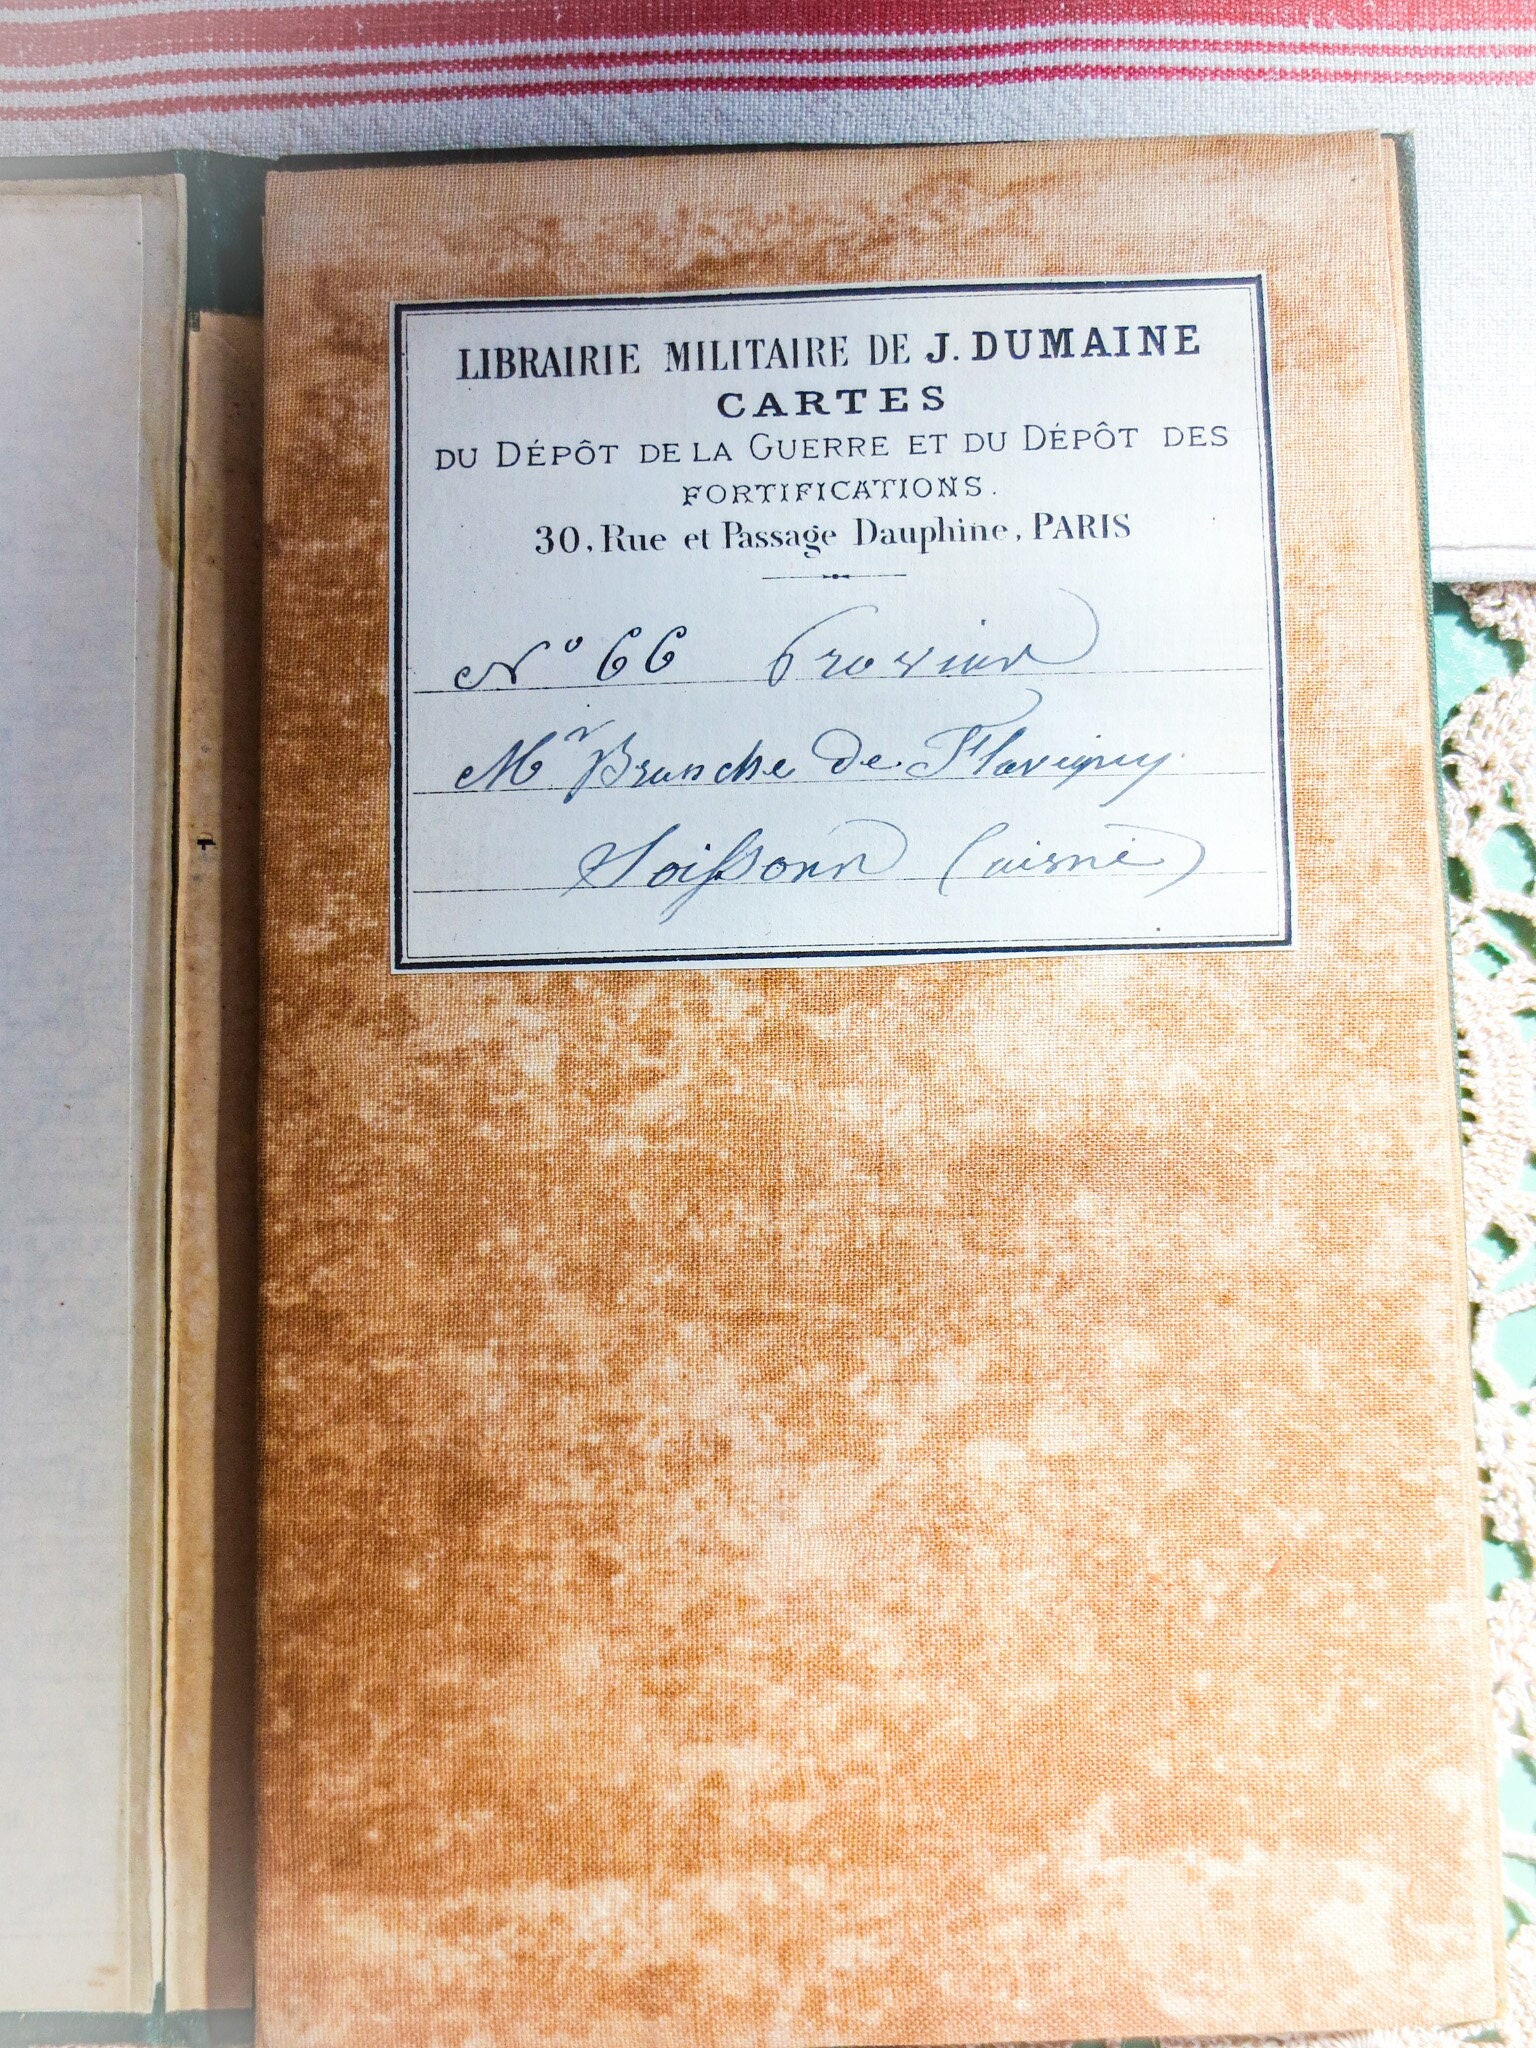 LIBRAIRIE MILITAIRE DE J. DUMAINE
CARTES
DU DÉPÔT DE LA GUERRE ET DU DÉPÔT DES
FORTIFICATIONS.
30, Rue et Passage Dauphine, PARIS
N° 66 Provins
Mr Branche de Flavigny
Soissons (aisne)